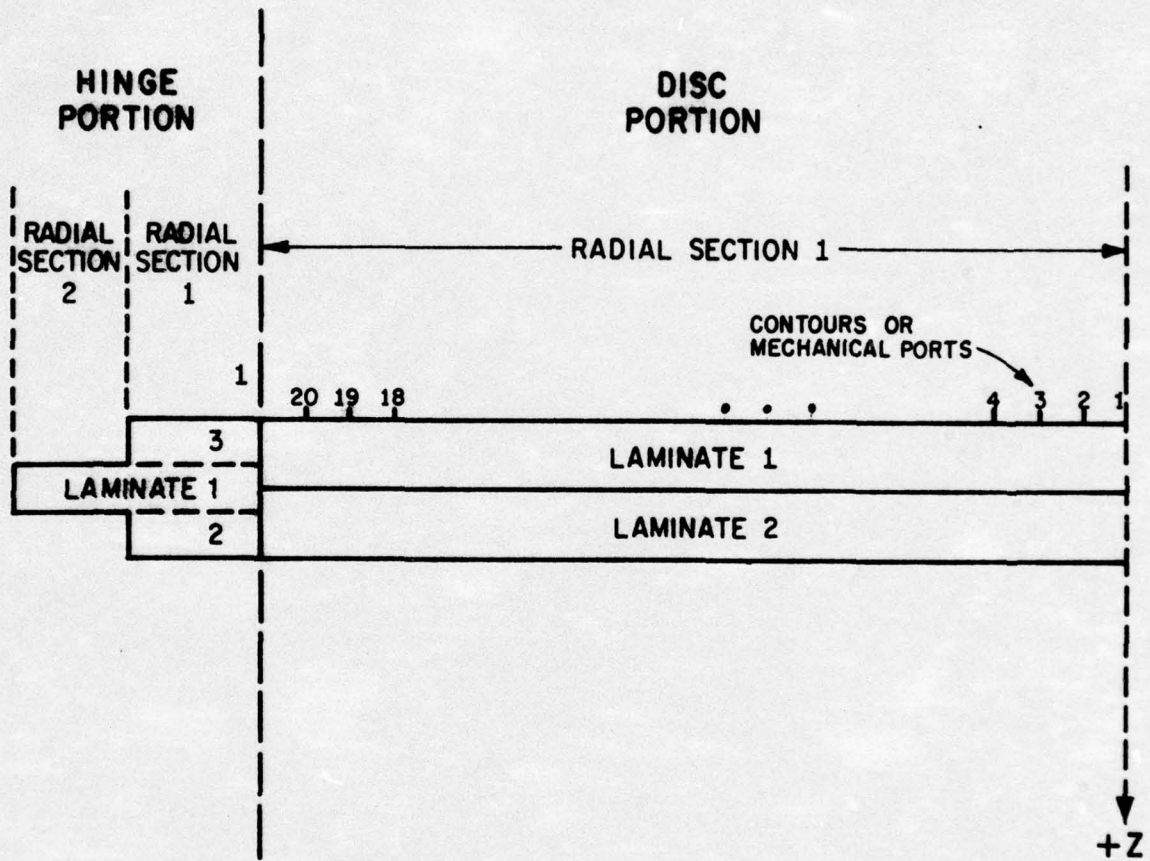 HINGE
PORTION
DISC
PORTION
RADIAL
SECTION
2
RADIAL
SECTION
1
RADIAL SECTION 1
CONTOURS OR
MECHANICAL PORTS
1
20 19 18
4 3 2 1
3
LAMINATE 1
2
LAMINATE 1
LAMINATE 2
+Z